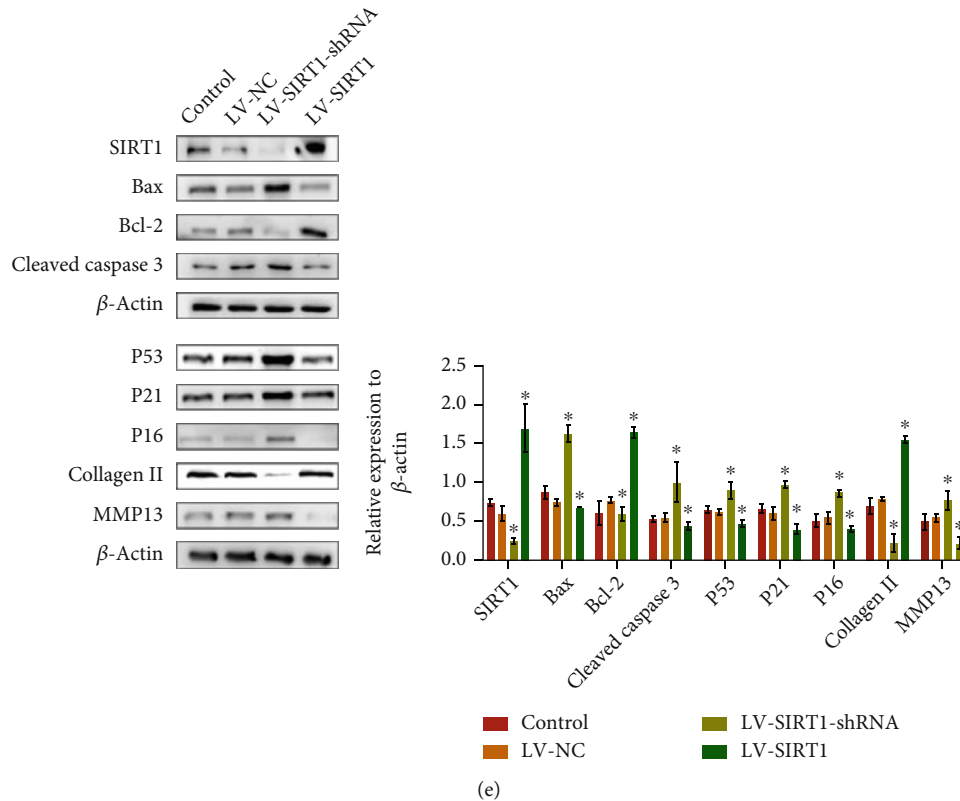 Control
LV-NC
LV-SIRT1-shRNA
LV-SIRT1
SIRT1
Bax
Bcl-2
Cleaved caspase 3
β-Actin
P53
P21
P16
Collagen II
MMP13
β-Actin
Relative expression to
β-actin
2.5
2.0
1.5
1.0
0.5
0.0
* * * * * * * * * * * * * * * * * *
SIRT1
Bax
Bcl-2
Cleaved caspase 3
P53
P21
P16
Collagen II
MMP13
Control
LV-NC
LV-SIRT1-shRNA
LV-SIRT1
(e)